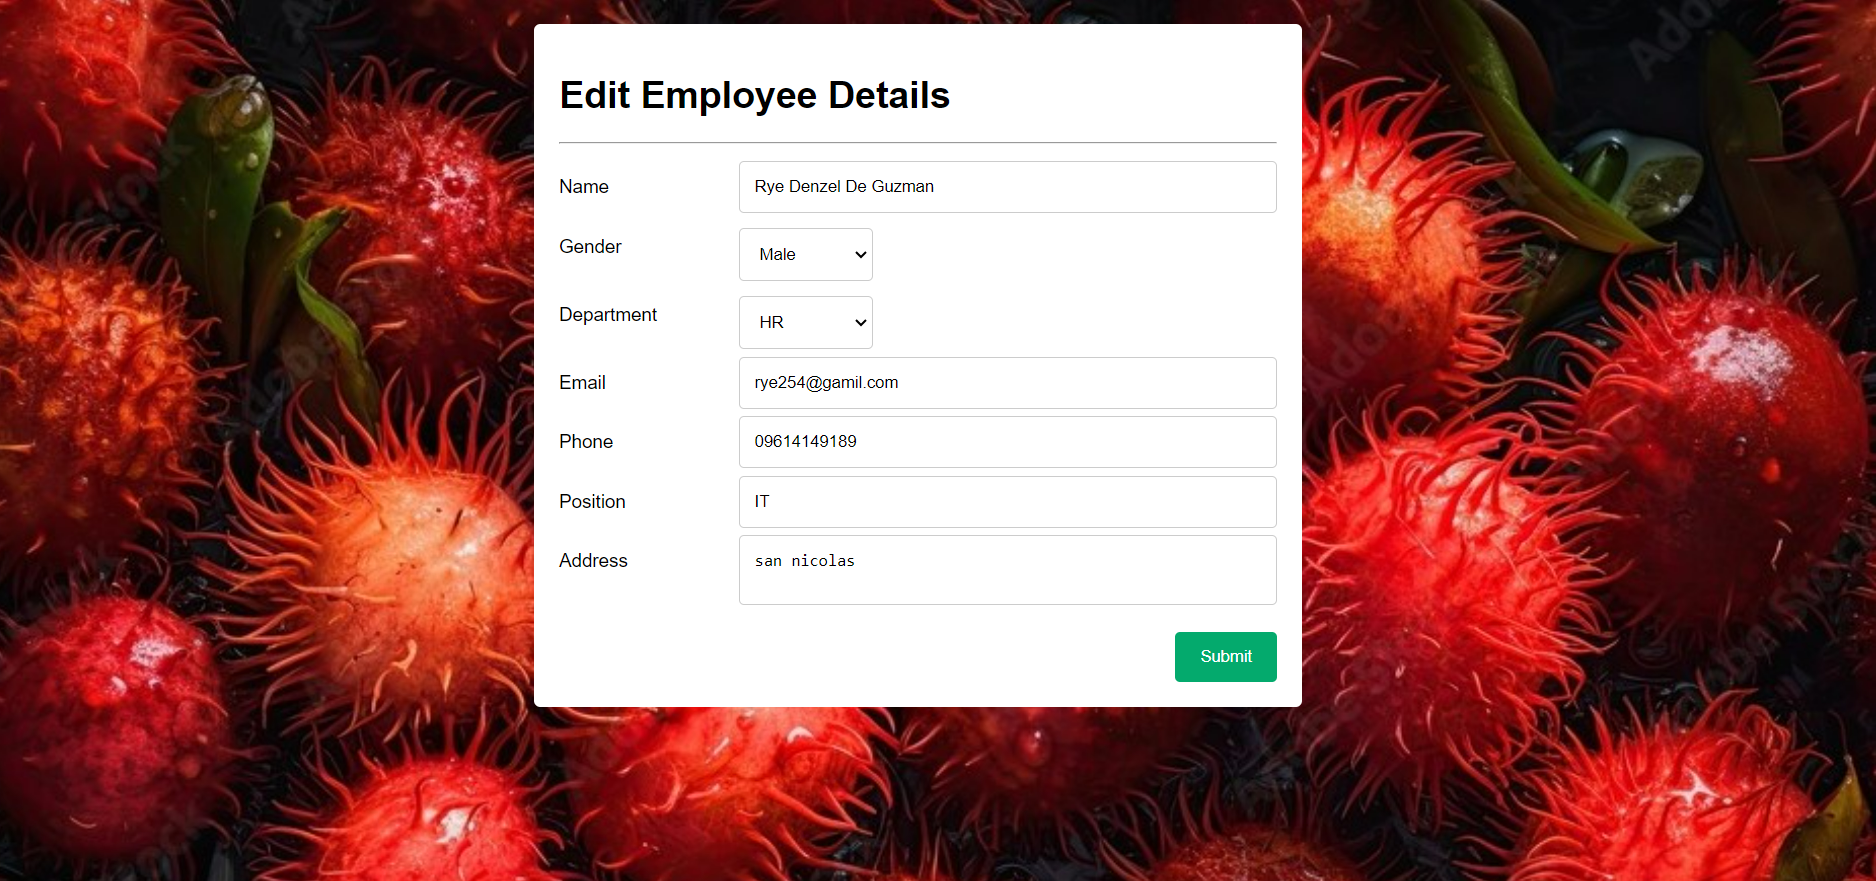 Edit Employee Details
Name
Rye Denzel De Guzman
Gender
Male
Department
HR
Email
rye254@gamil.com
Phone
09614149189
Position
IT
Address
san nicolas
Submit